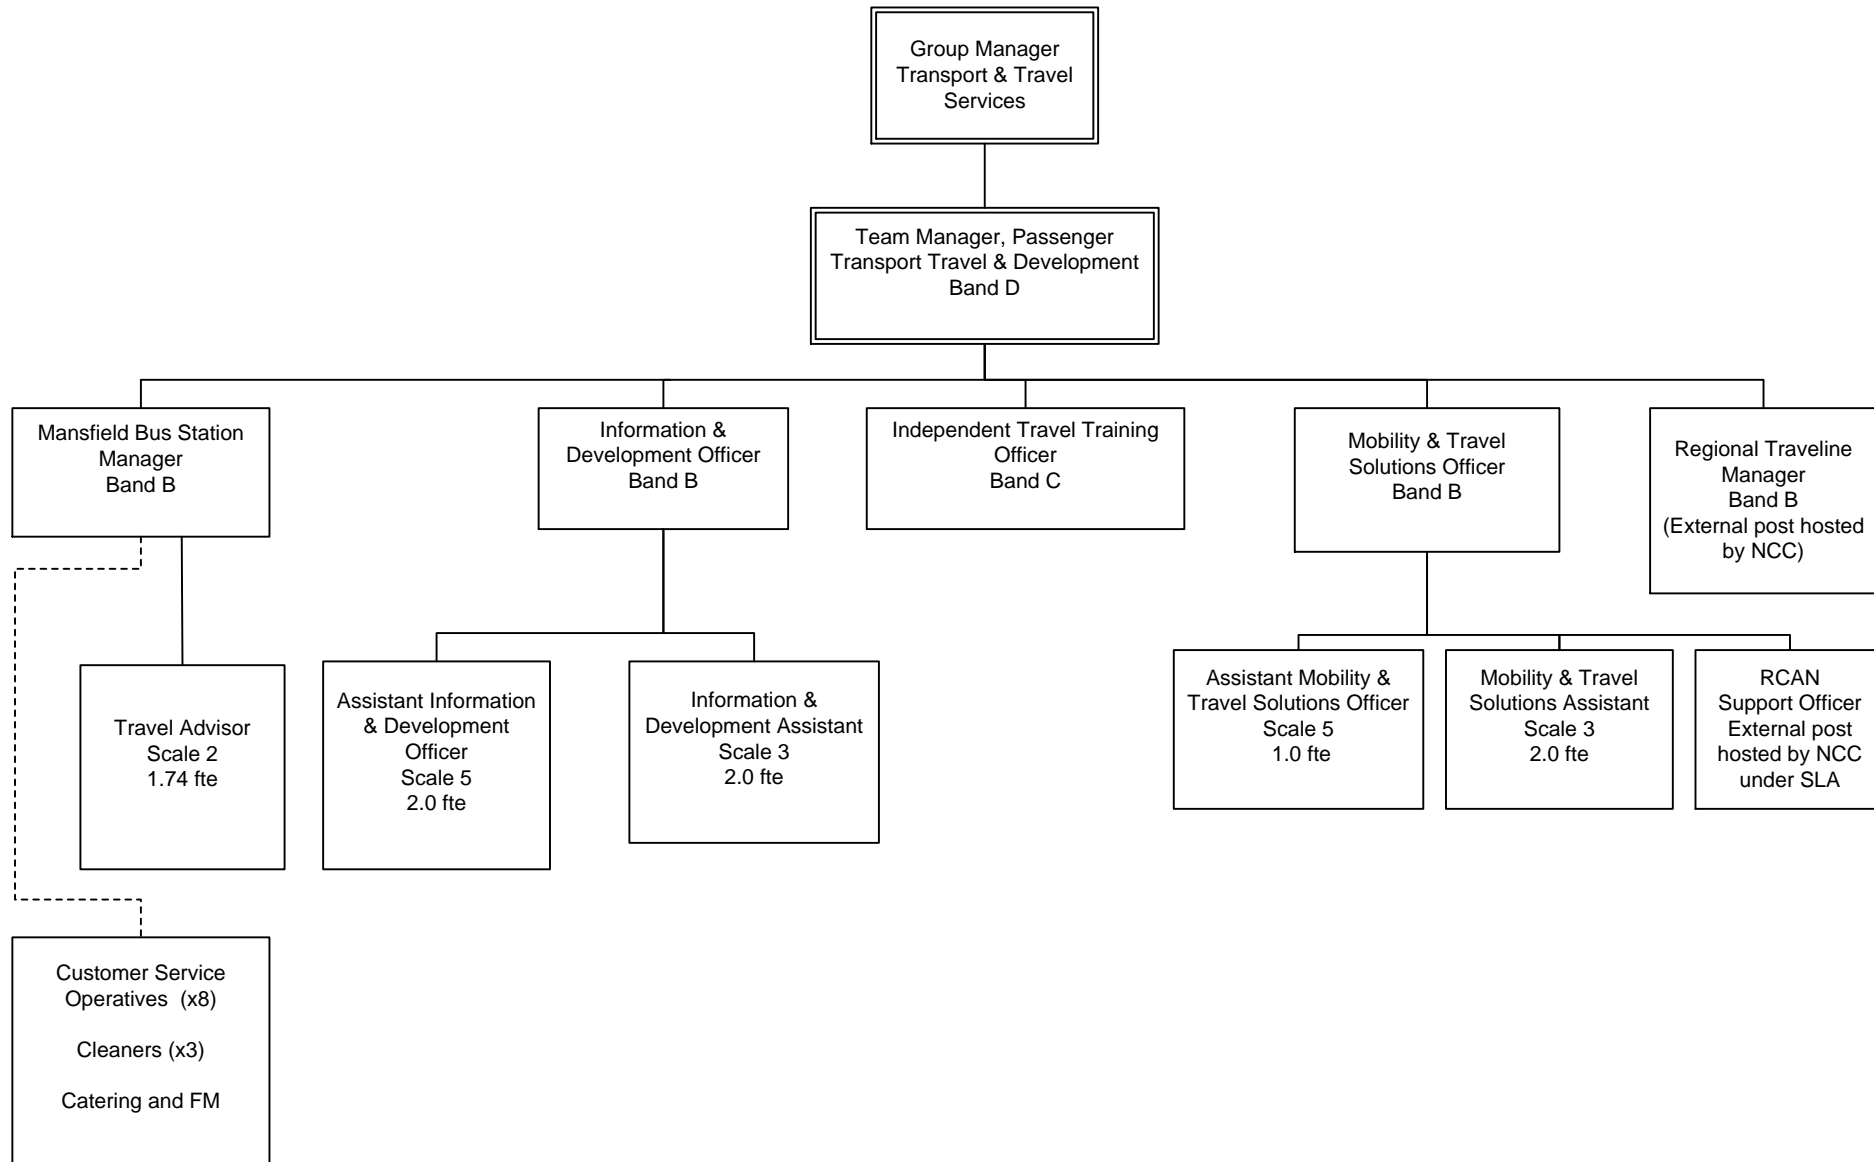 Group Manager
Transport & Travel
Services
Team Manager, Passenger
Transport Travel & Development
Band D
Mansfield Bus Station
Manager
Band B
Information &
Development Officer
Band B
Independent Travel Training
Officer
Band C
Mobility & Travel
Solutions Officer
Band B
Regional Traveline
Manager
Band B
(External post hosted
by NCC)
Travel Advisor
Scale 2
1.74 fte
Assistant Information
& Development
Officer
Scale 5
2.0 fte
Information &
Development Assistant
Scale 3
2.0 fte
Assistant Mobility &
Travel Solutions Officer
Scale 5
1.0 fte
Mobility & Travel
Solutions Assistant
Scale 3
2.0 fte
RCAN
Support Officer
External post
hosted by NCC
under SLA
Customer Service
Operatives  (x8)
Cleaners (x3)
Catering and FM